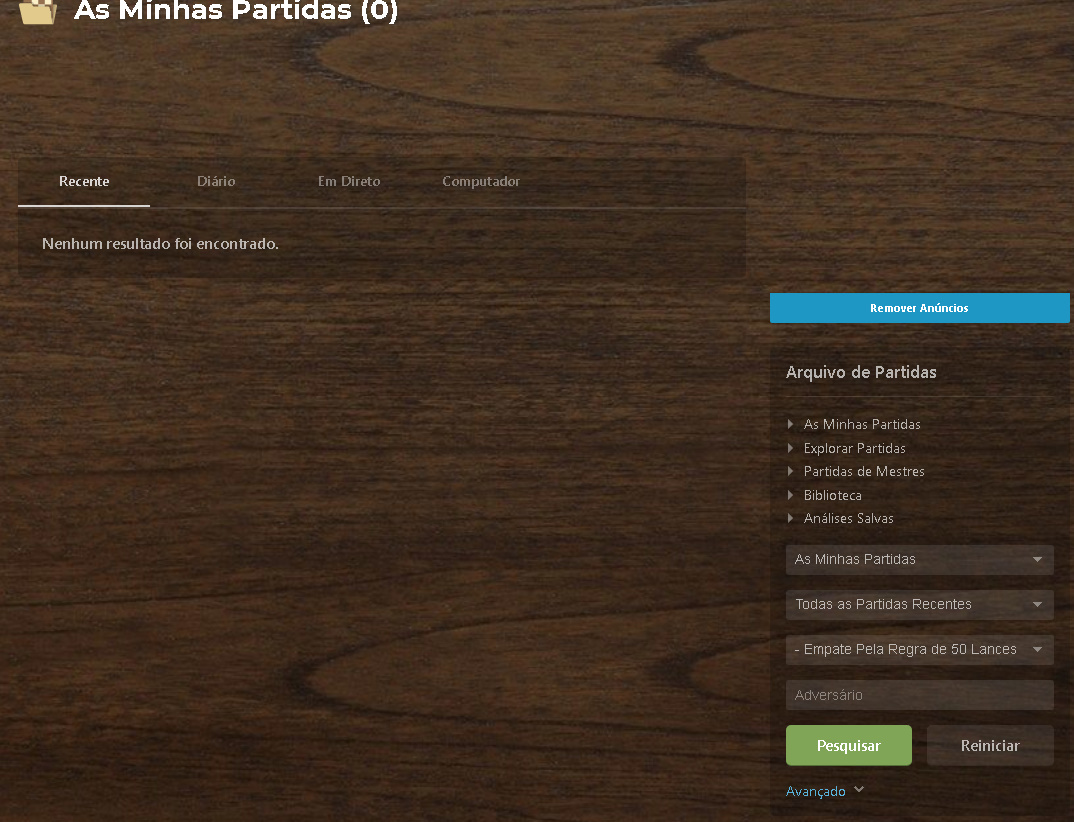 As Minhas Partidas (0)
Recente
Diário
Em Direto
Computador
Nenhum resultado foi encontrado.
Remover Anúncios
Arquivo de Partidas
As Minhas Partidas
Explorar Partidas
Partidas de Mestres
Biblioteca
Análises Salvas
As Minhas Partidas
Todas as Partidas Recentes
- Empate Pela Regra de 50 Lances
Adversário
Pesquisar
Reiniciar
Avançado